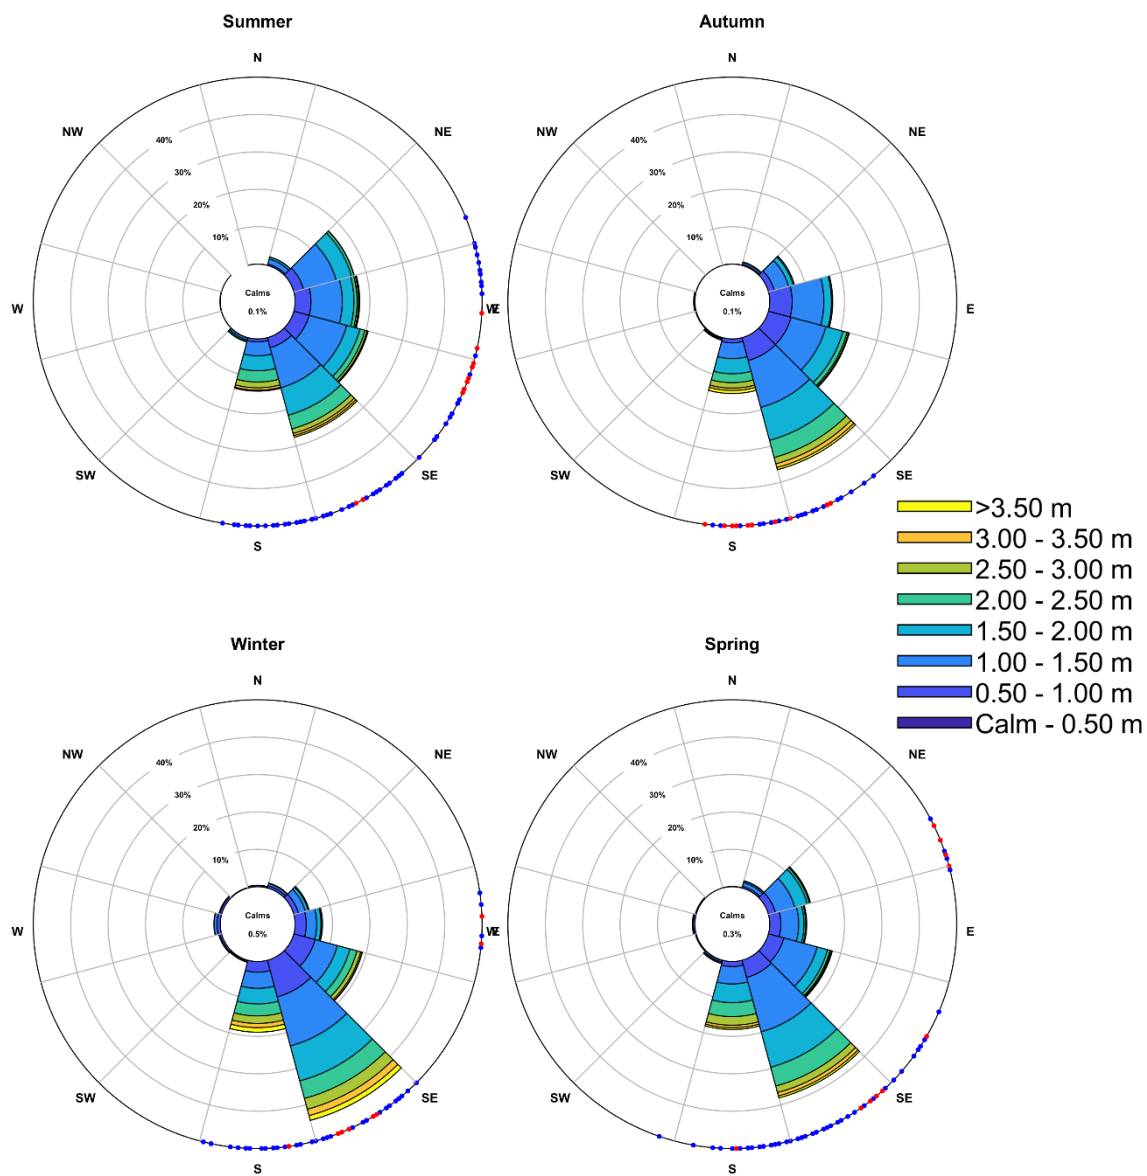 Summer
N
NW
NE
40%
30%
20%
10%
Calms
0.1%
W
E
SW
SE
S
Autumn
N
NW
NE
40%
30%
20%
10%
Calms
0.1%
W
E
SW
SE
S
>3.50 m
3.00 - 3.50 m
2.50 - 3.00 m
2.00 - 2.50 m
1.50 - 2.00 m
1.00 - 1.50 m
0.50 - 1.00 m
Calm - 0.50 m
Winter
N
NW
NE
40%
30%
20%
10%
Calms
0.5%
W
E
SW
SE
S
Spring
N
NW
NE
40%
30%
20%
10%
Calms
0.3%
W
E
SW
SE
S